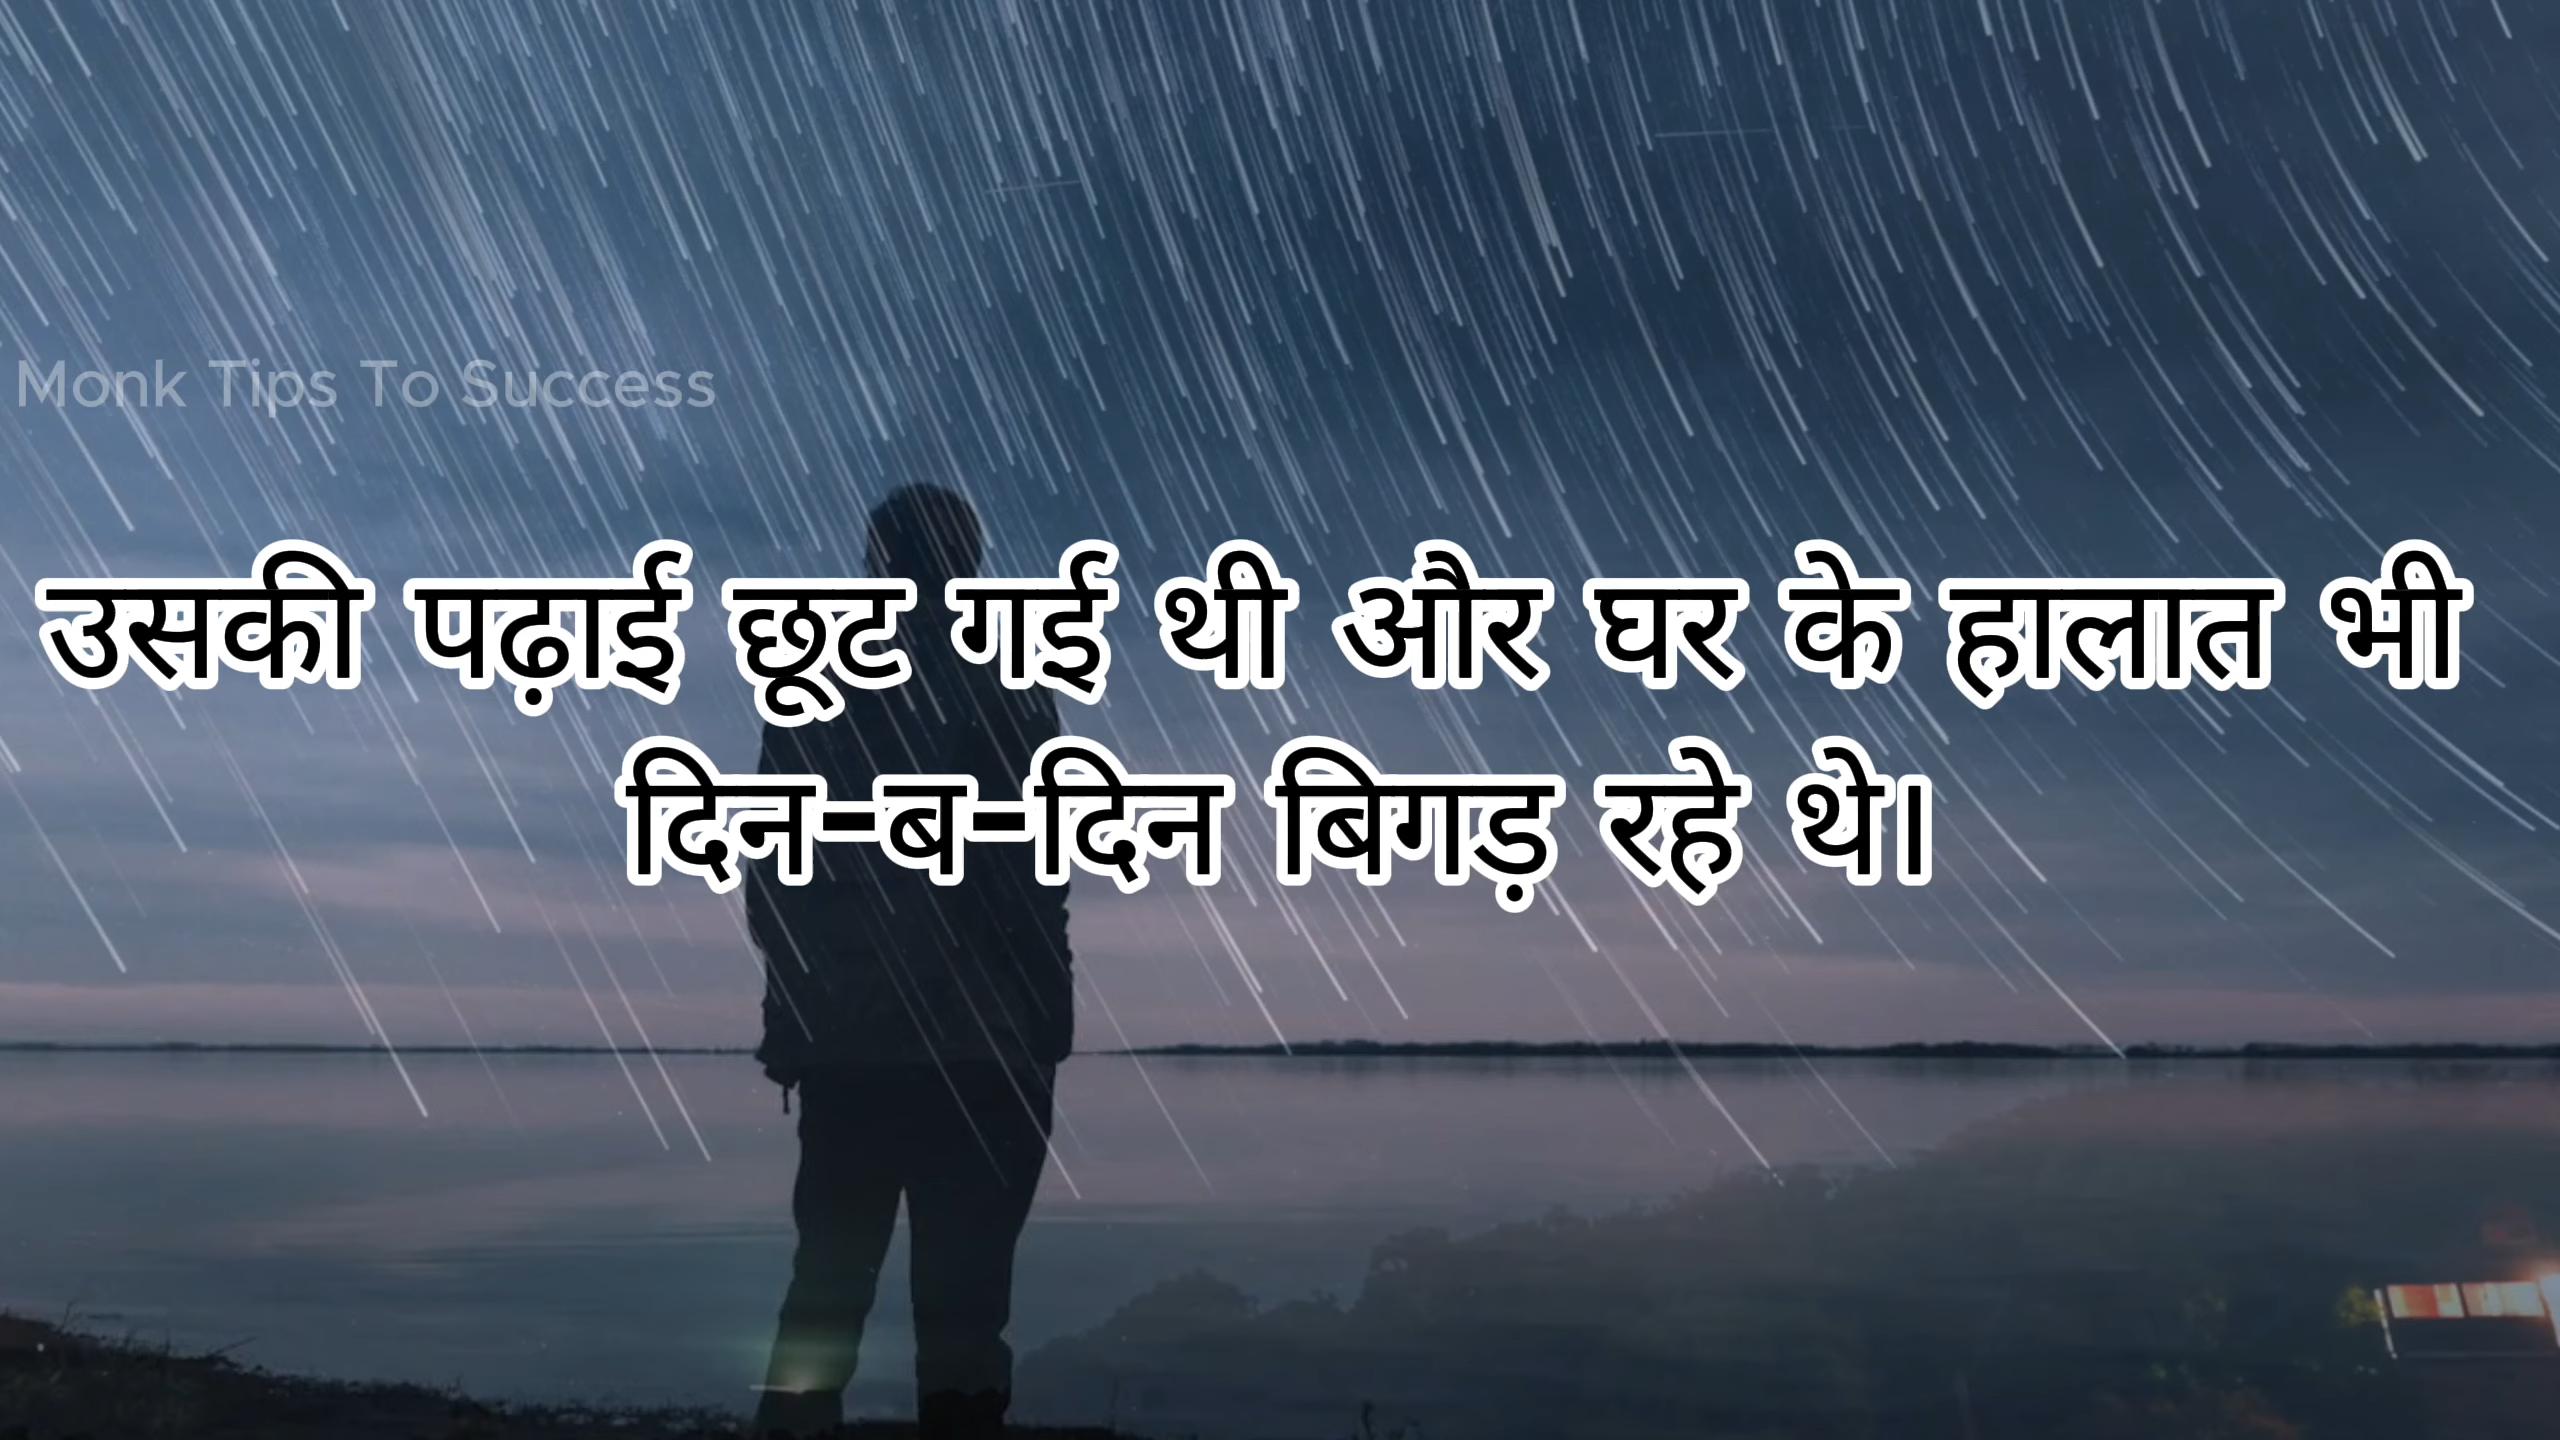 Monk Tips To Success
उसकी पढ़ाई छूट गई थी और घर के हालात भी
दिन-ब-दिन बिगड़ रहे थे।